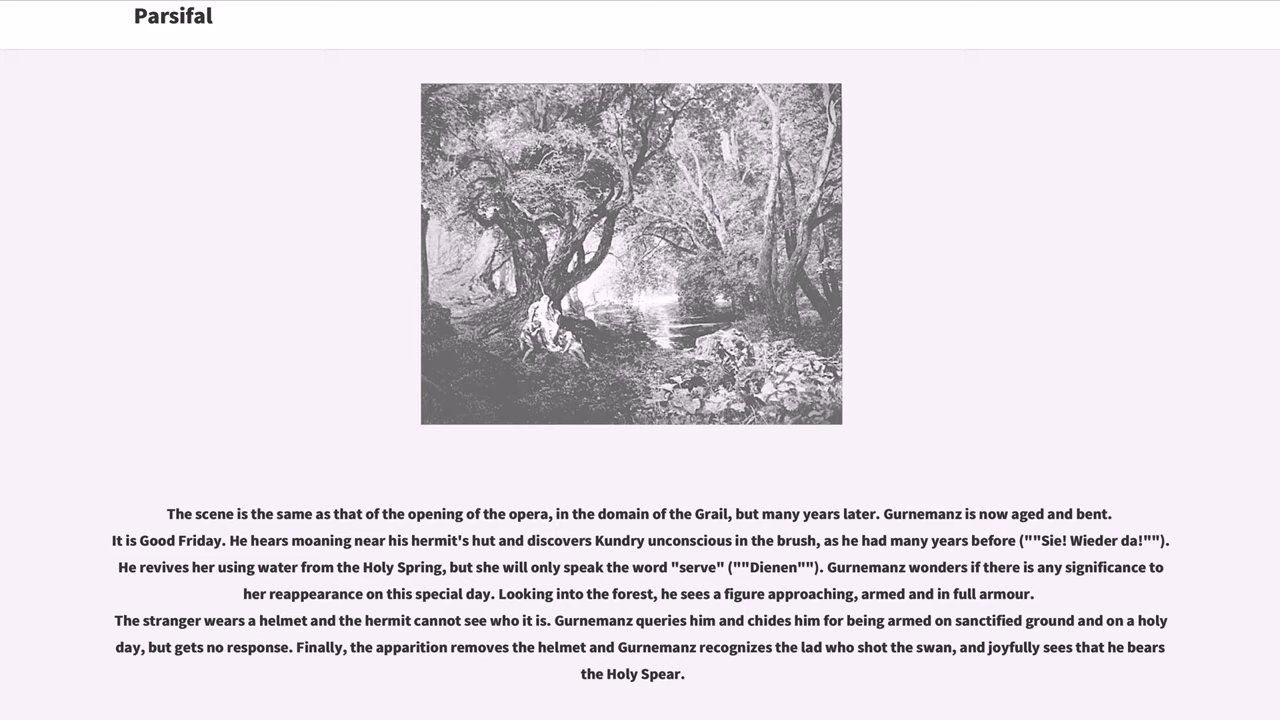 Parsifal
The scene is the same as that of the opening of the opera, in the domain of the Grail, but many years later. Gurnemanz is now aged and bent.
It is Good Friday. He hears moaning near his hermit's hut and discovers Kundry unconscious in the brush, as he had many years before (""Sie! Wieder da!"").
He revives her using water from the Holy Spring, but she will only speak the word "serve" (""Dienen""). Gurnemanz wonders if there is any significance to
her reappearance on this special day. Looking into the forest, he sees a figure approaching, armed and in full armour.
The stranger wears a helmet and the hermit cannot see who it is. Gurnemanz queries him and chides him for being armed on sanctified ground and on a holy
day, but gets no response. Finally, the apparition removes the helmet and Gurnemanz recognizes the lad who shot the swan, and joyfully sees that he bears
the Holy Spear.